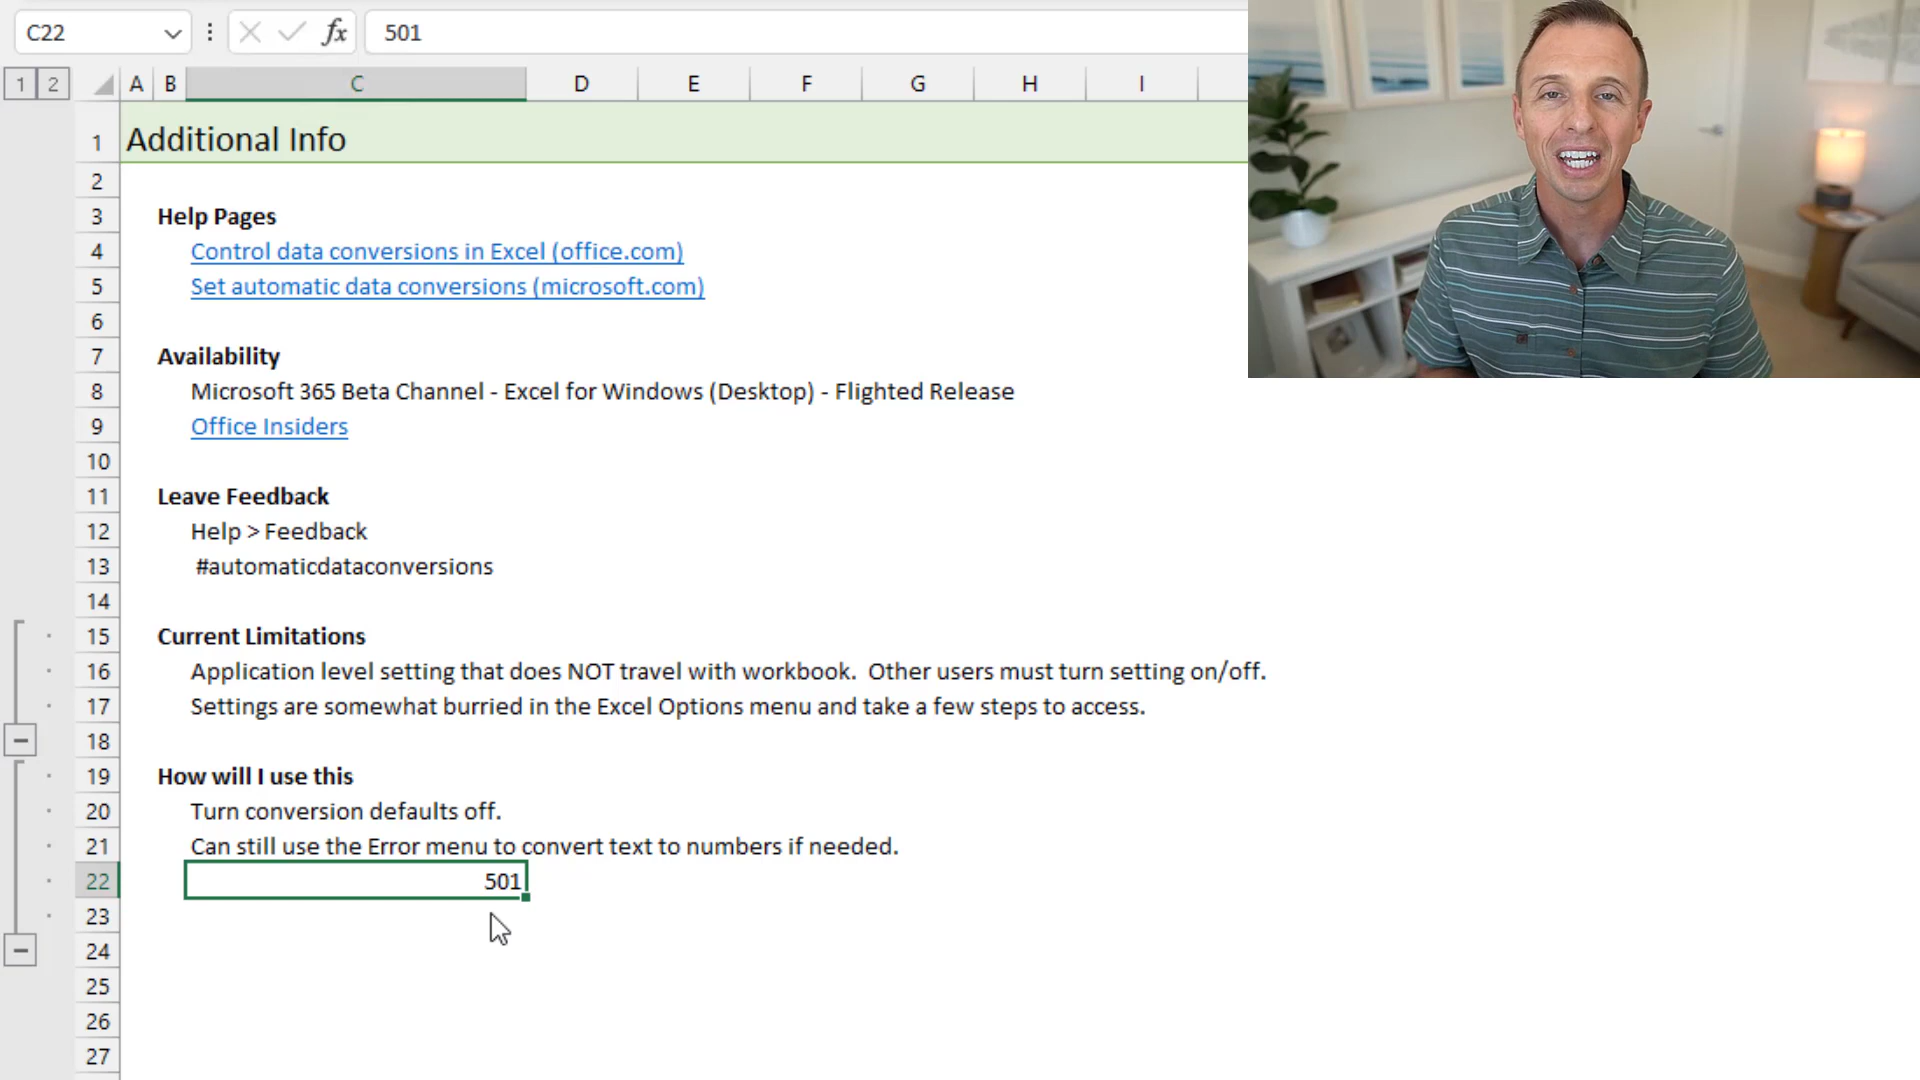 C22
fx
501
1 2
A B C D E F G H I
1 Additional Info
2
3 Help Pages
4 Control data conversions in Excel (office.com)
5 Set automatic data conversions (microsoft.com)
6
7 Availability
8 Microsoft 365 Beta Channel - Excel for Windows (Desktop) - Flighted Release
9 Office Insiders
10
11 Leave Feedback
12 Help > Feedback
13 #automaticdataconversions
14
15 Current Limitations
16 Application level setting that does NOT travel with workbook.  Other users must turn setting on/off.
17 Settings are somewhat burried in the Excel Options menu and take a few steps to access.
18
19 How will I use this
20 Turn conversion defaults off.
21 Can still use the Error menu to convert text to numbers if needed.
22 501
23
24
25
26
27